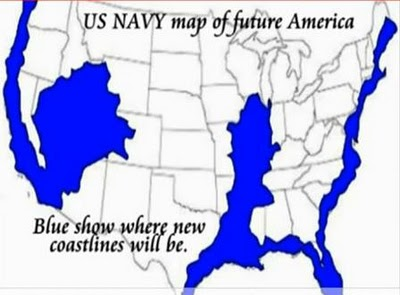 US NAVY map of future America
Blue show where new
coastlines will be.